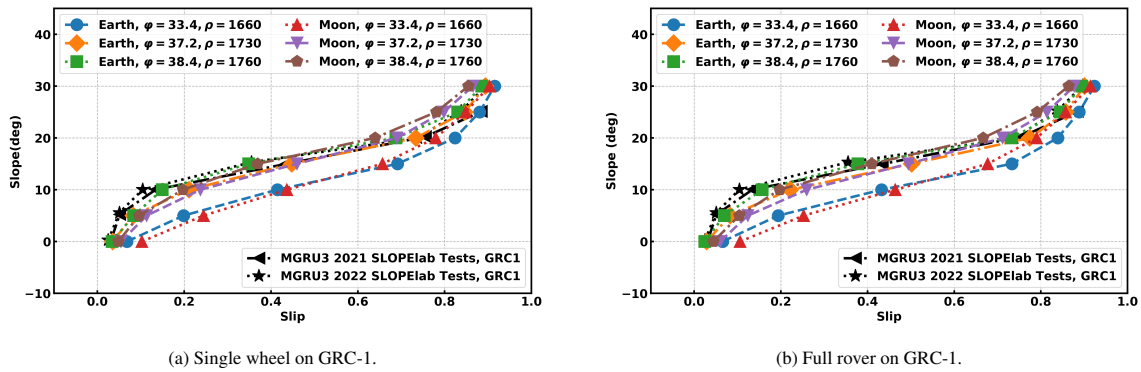 Earth, φ = 33.4, ρ = 1660
Earth, φ = 37.2, ρ = 1730
Earth, φ = 38.4, ρ = 1760
Moon, φ = 33.4, ρ = 1660
Moon, φ = 37.2, ρ = 1730
Moon, φ = 38.4, ρ = 1760
40
30
20
10
0
−10
Slope(deg)
MGRU3 2021 SLOPElab Tests, GRC1
MGRU3 2022 SLOPElab Tests, GRC1
0.0 0.2 0.4 0.6 0.8 1.0
Slip
(a) Single wheel on GRC-1.
Earth, φ = 33.4, ρ = 1660
Earth, φ = 37.2, ρ = 1730
Earth, φ = 38.4, ρ = 1760
Moon, φ = 33.4, ρ = 1660
Moon, φ = 37.2, ρ = 1730
Moon, φ = 38.4, ρ = 1760
40
30
20
10
0
−10
Slope (deg)
MGRU3 2021 SLOPElab Tests, GRC1
MGRU3 2022 SLOPElab Tests, GRC1
0.0 0.2 0.4 0.6 0.8 1.0
Slip
(b) Full rover on GRC-1.